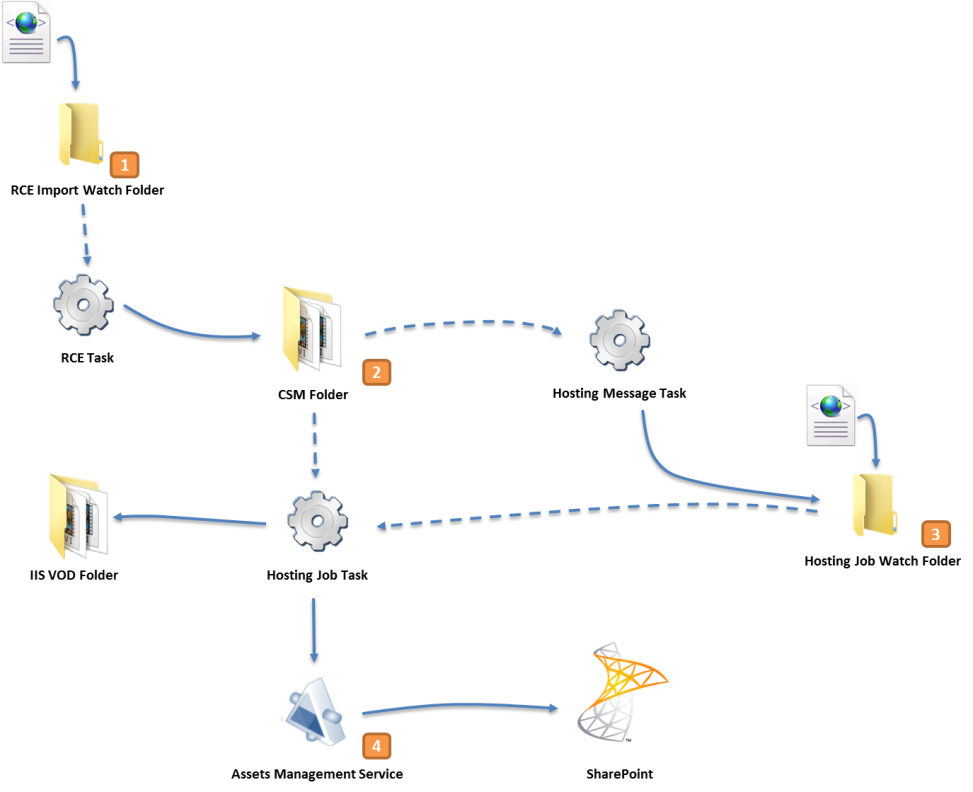 1
RCE Import Watch Folder
RCE Task
2
CSM Folder
Hosting Message Task
3
Hosting Job Watch Folder
IIS VOD Folder
Hosting Job Task
4
Assets Management Service
TM
SharePoint